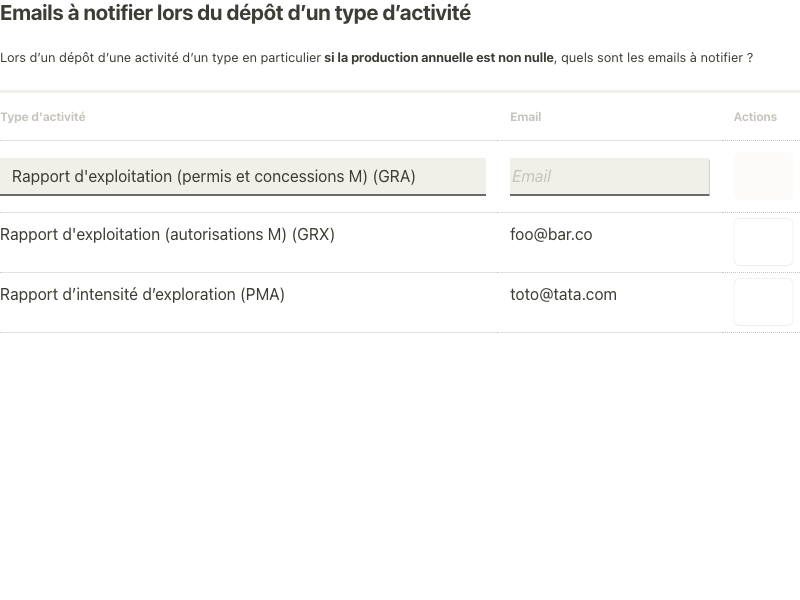 Emails à notifier lors du dépôt d’un type d’activité
Lors d’un dépôt d’une activité d’un type en particulier si la production annuelle est non nulle, quels sont les emails à notifier ?
Type d'activité Email Actions
Rapport d'exploitation (permis et concessions M) (GRA) Email
Rapport d'exploitation (autorisations M) (GRX) foo@bar.co
Rapport d’intensité d’exploration (PMA) toto@tata.com